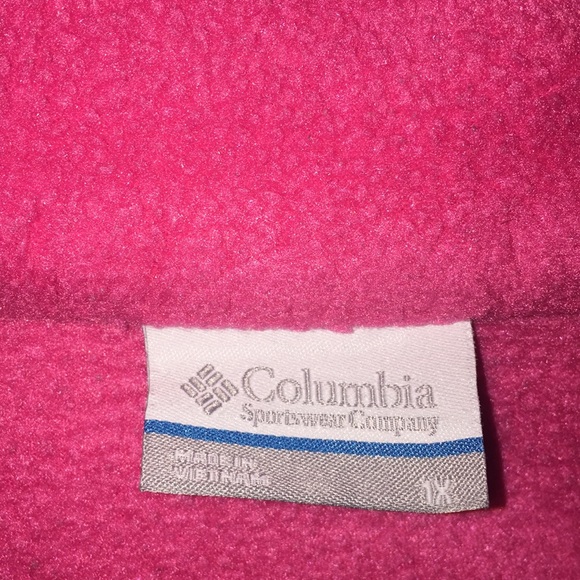 Columbia
Sportswear Company
MADE IN
VIETNAM
1X